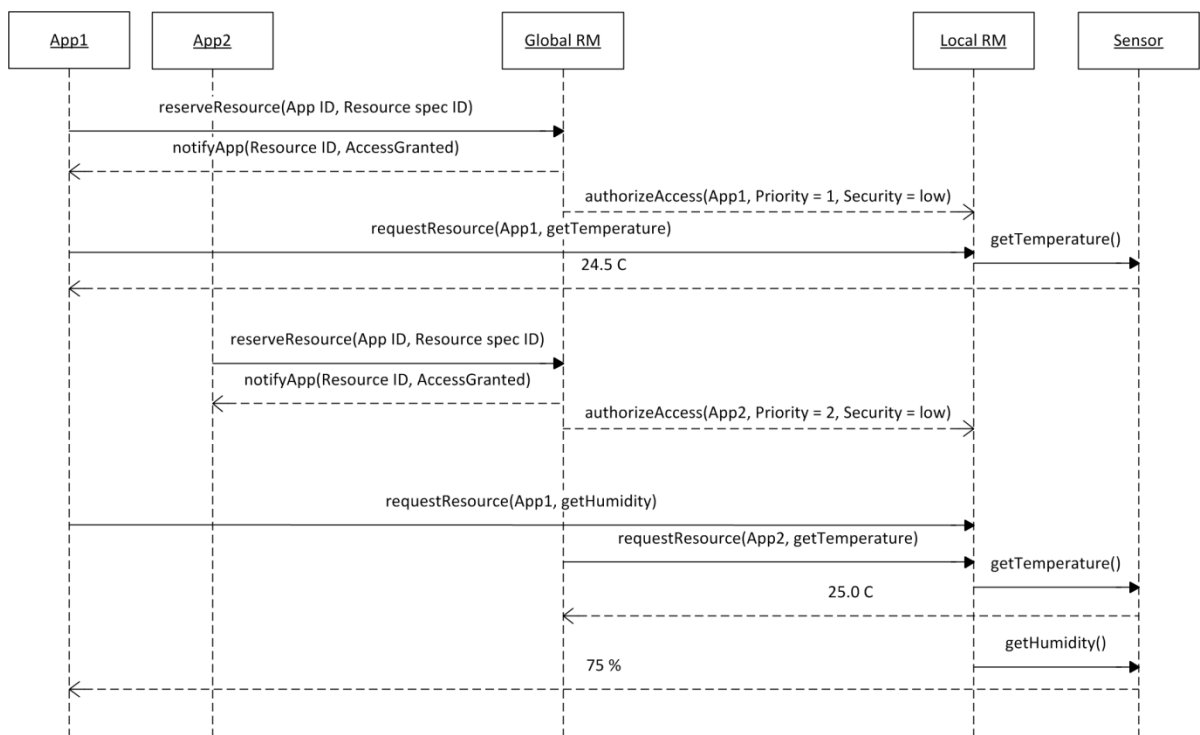 App1
App2
Global RM
Local RM
Sensor
reserveResource(App ID, Resource spec ID)
notifyApp(Resource ID, AccessGranted)
authorizeAccess(App1, Priority = 1, Security = low)
requestResource(App1, getTemperature)
getTemperature()
24.5 C
reserveResource(App ID, Resource spec ID)
notifyApp(Resource ID, AccessGranted)
authorizeAccess(App2, Priority = 2, Security = low)
requestResource(App1, getHumidity)
requestResource(App2, getTemperature)
getTemperature()
25.0 C
getHumidity()
75 %